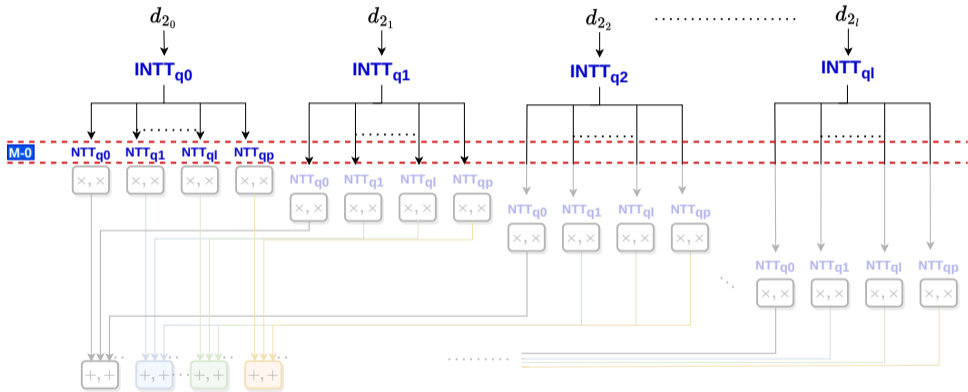 d₂₀ d₂₁ d₂₂ d₂ₗ
INTTq0 INTTq1 INTTq2 INTTql
M-0 NTTq0 NTTq1 NTTql NTTqp
×,× ×,× ×,× ×,×
NTTq0 NTTq1 NTTql NTTqp
×,× ×,× ×,× ×,×
NTTq0 NTTq1 NTTql NTTqp
×,× ×,× ×,× ×,×
NTTq0 NTTq1 NTTql NTTqp
×,× ×,× ×,× ×,×
+,+ +,+ +,+ +,+